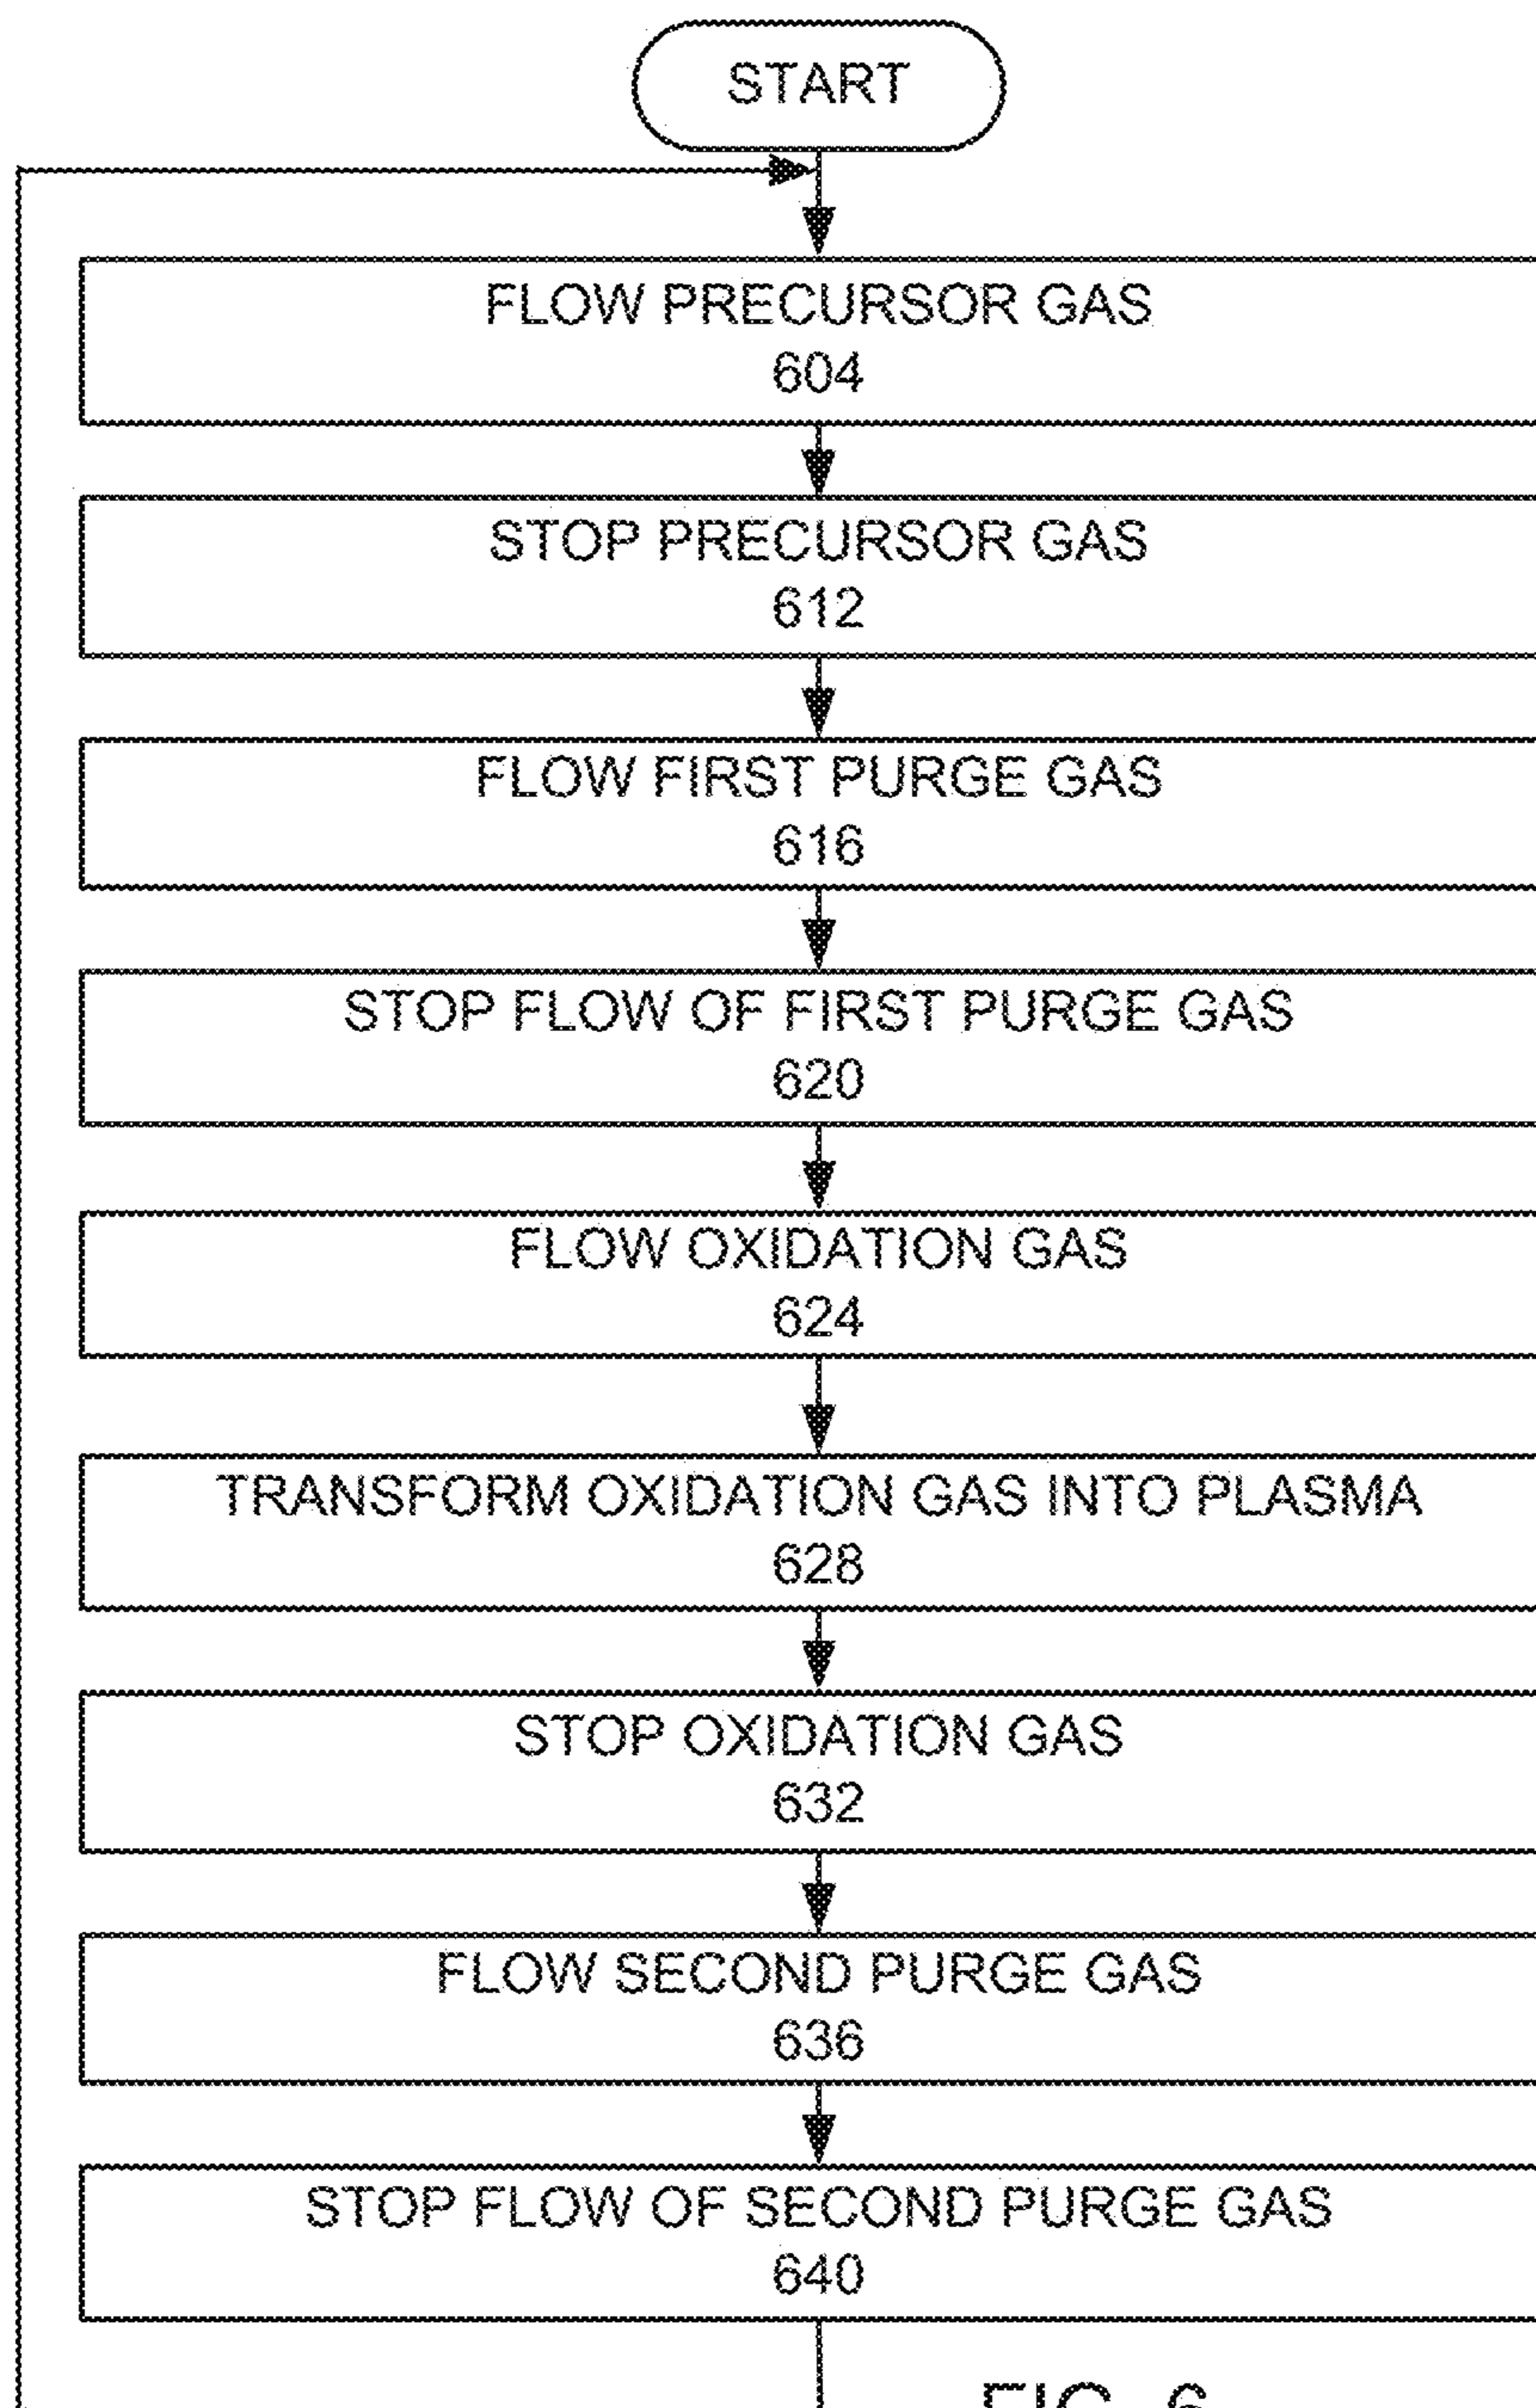 START
FLOW PRECURSOR GAS
604
STOP PRECURSOR GAS
612
FLOW FIRST PURGE GAS
616
STOP FLOW OF FIRST PURGE GAS
620
FLOW OXIDATION GAS
624
TRANSFORM OXIDATION GAS INTO PLASMA
628
STOP OXIDATION GAS
632
FLOW SECOND PURGE GAS
636
STOP FLOW OF SECOND PURGE GAS
640
FIG. 6